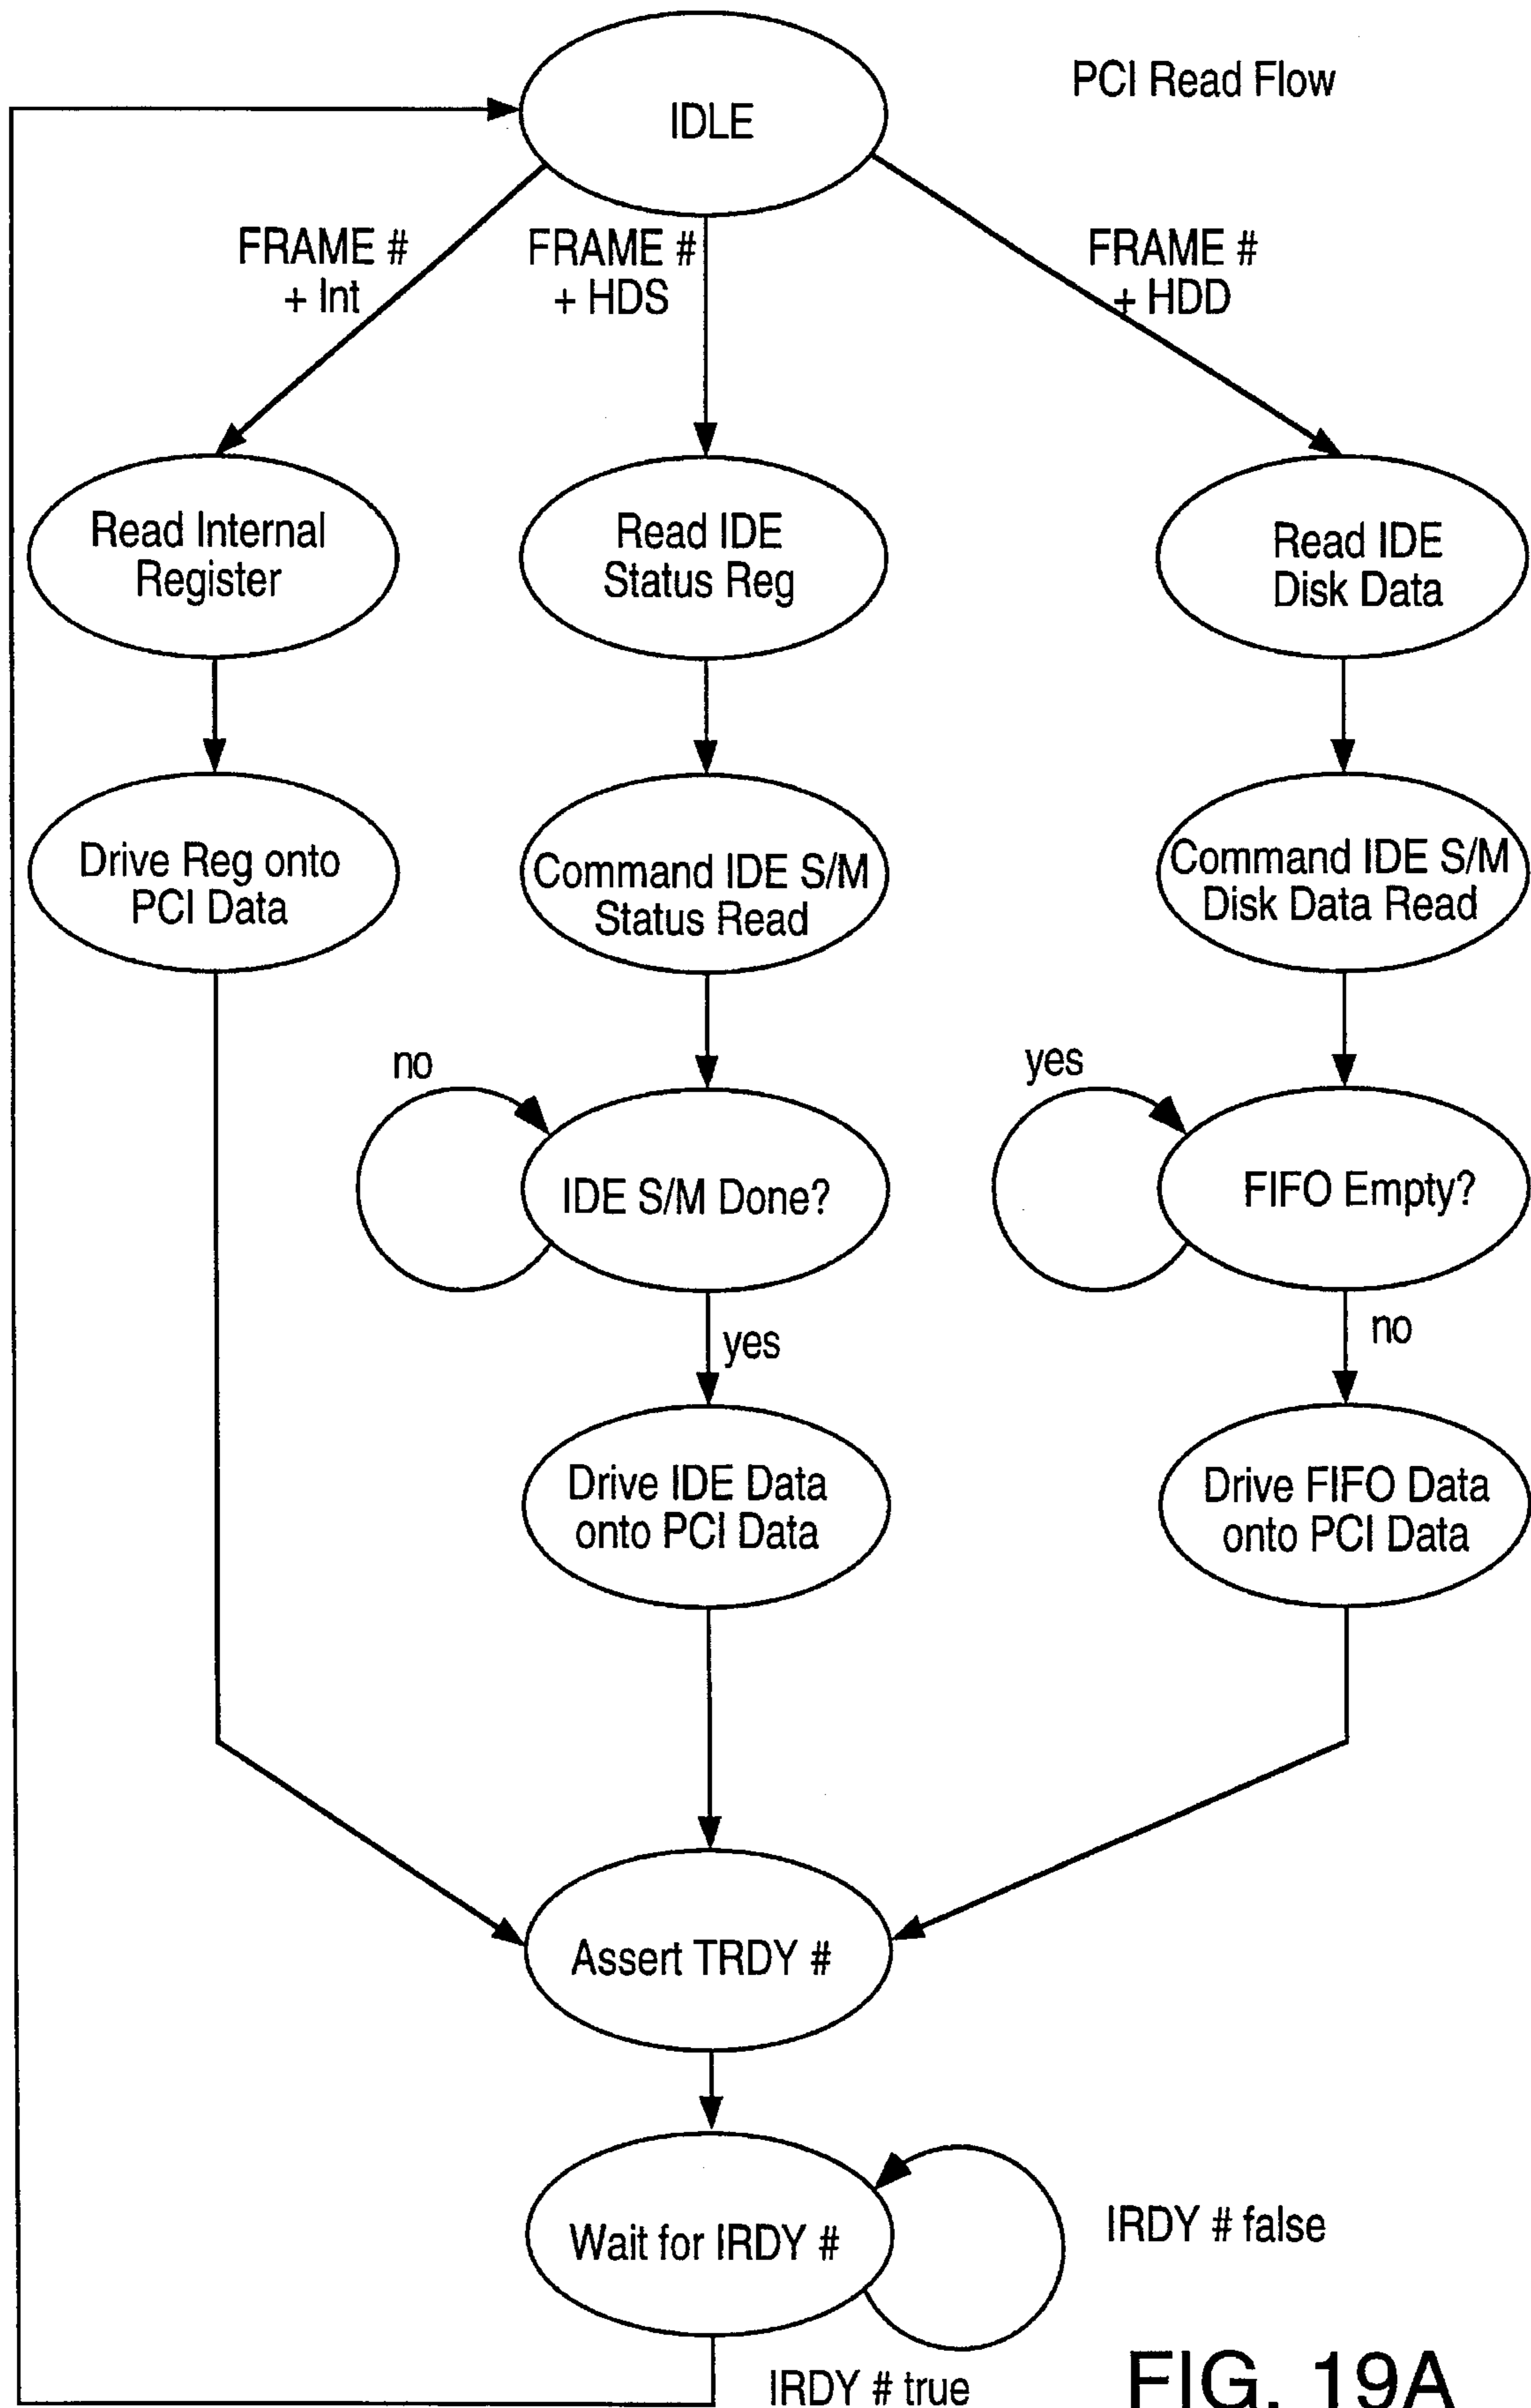 PCI Read Flow
IDLE
FRAME #
+ Int
FRAME #
+ HDS
FRAME #
+ HDD
Read Internal
Register
Read IDE
Status Reg
Read IDE
Disk Data
Drive Reg onto
PCI Data
Command IDE S/M
Status Read
Command IDE S/M
Disk Data Read
no
yes
IDE S/M Done?
FIFO Empty?
yes
no
Drive IDE Data
onto PCI Data
Drive FIFO Data
onto PCI Data
Assert TRDY #
Wait for IRDY #
IRDY # false
IRDY # true
FIG. 19A